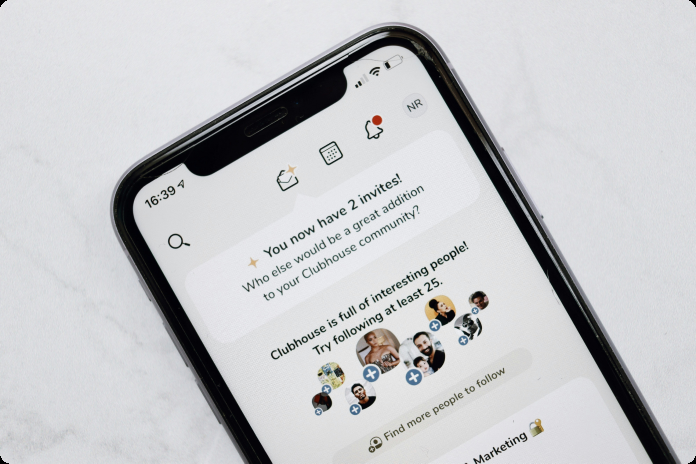 16:39
NR
You now have 2 invites!
Who else would be a great addition
to your Clubhouse community?
Clubhouse is full of interesting people!
Try following at least 25.
Find more people to follow
Marketing 🔐